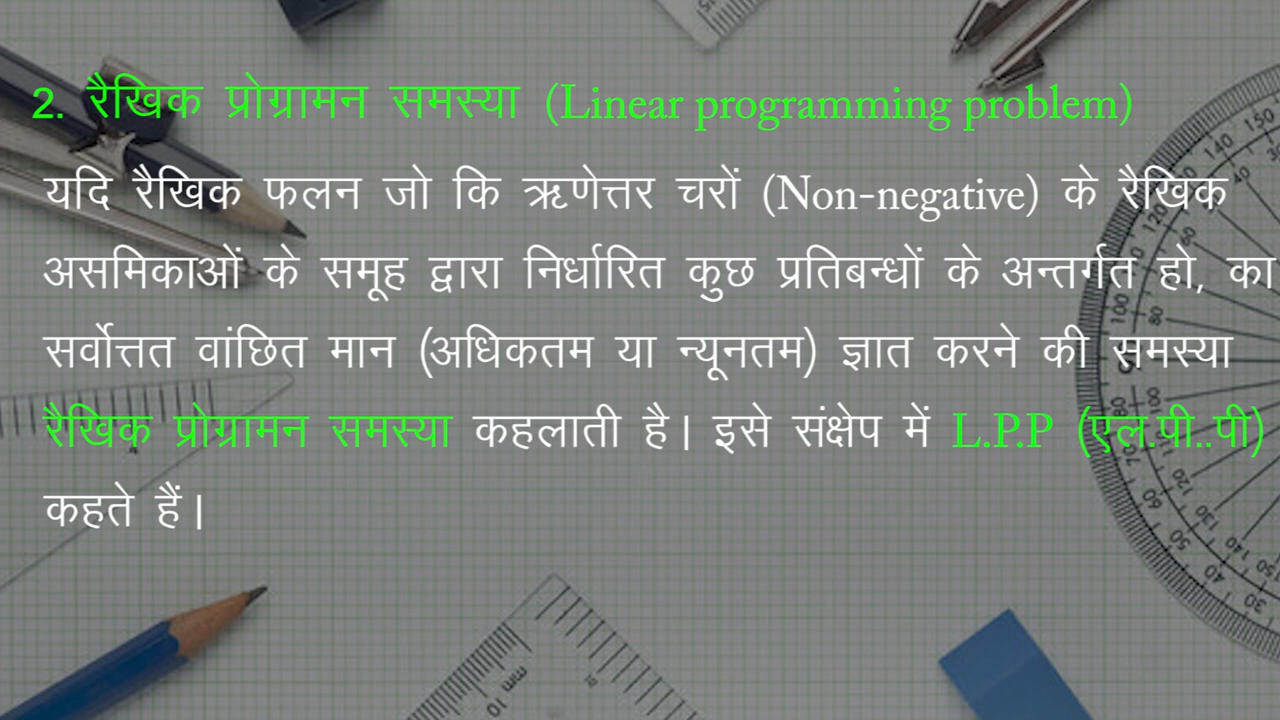 2. रैखिक प्रोग्रामन समस्या (Linear programming problem)
यदि रैखिक फलन जो कि ऋणेत्तर चरों (Non-negative) के रैखिक
असमिकाओं के समूह द्वारा निर्धारित कुछ प्रतिबन्धों के अन्तर्गत हो, का
सर्वोत्तत वांछित मान (अधिकतम या न्यूनतम) ज्ञात करने की समस्या
रैखिक प्रोग्रामन समस्या कहलाती है। इसे संक्षेप में L.P.P (एल.पी..पी)
कहते हैं।